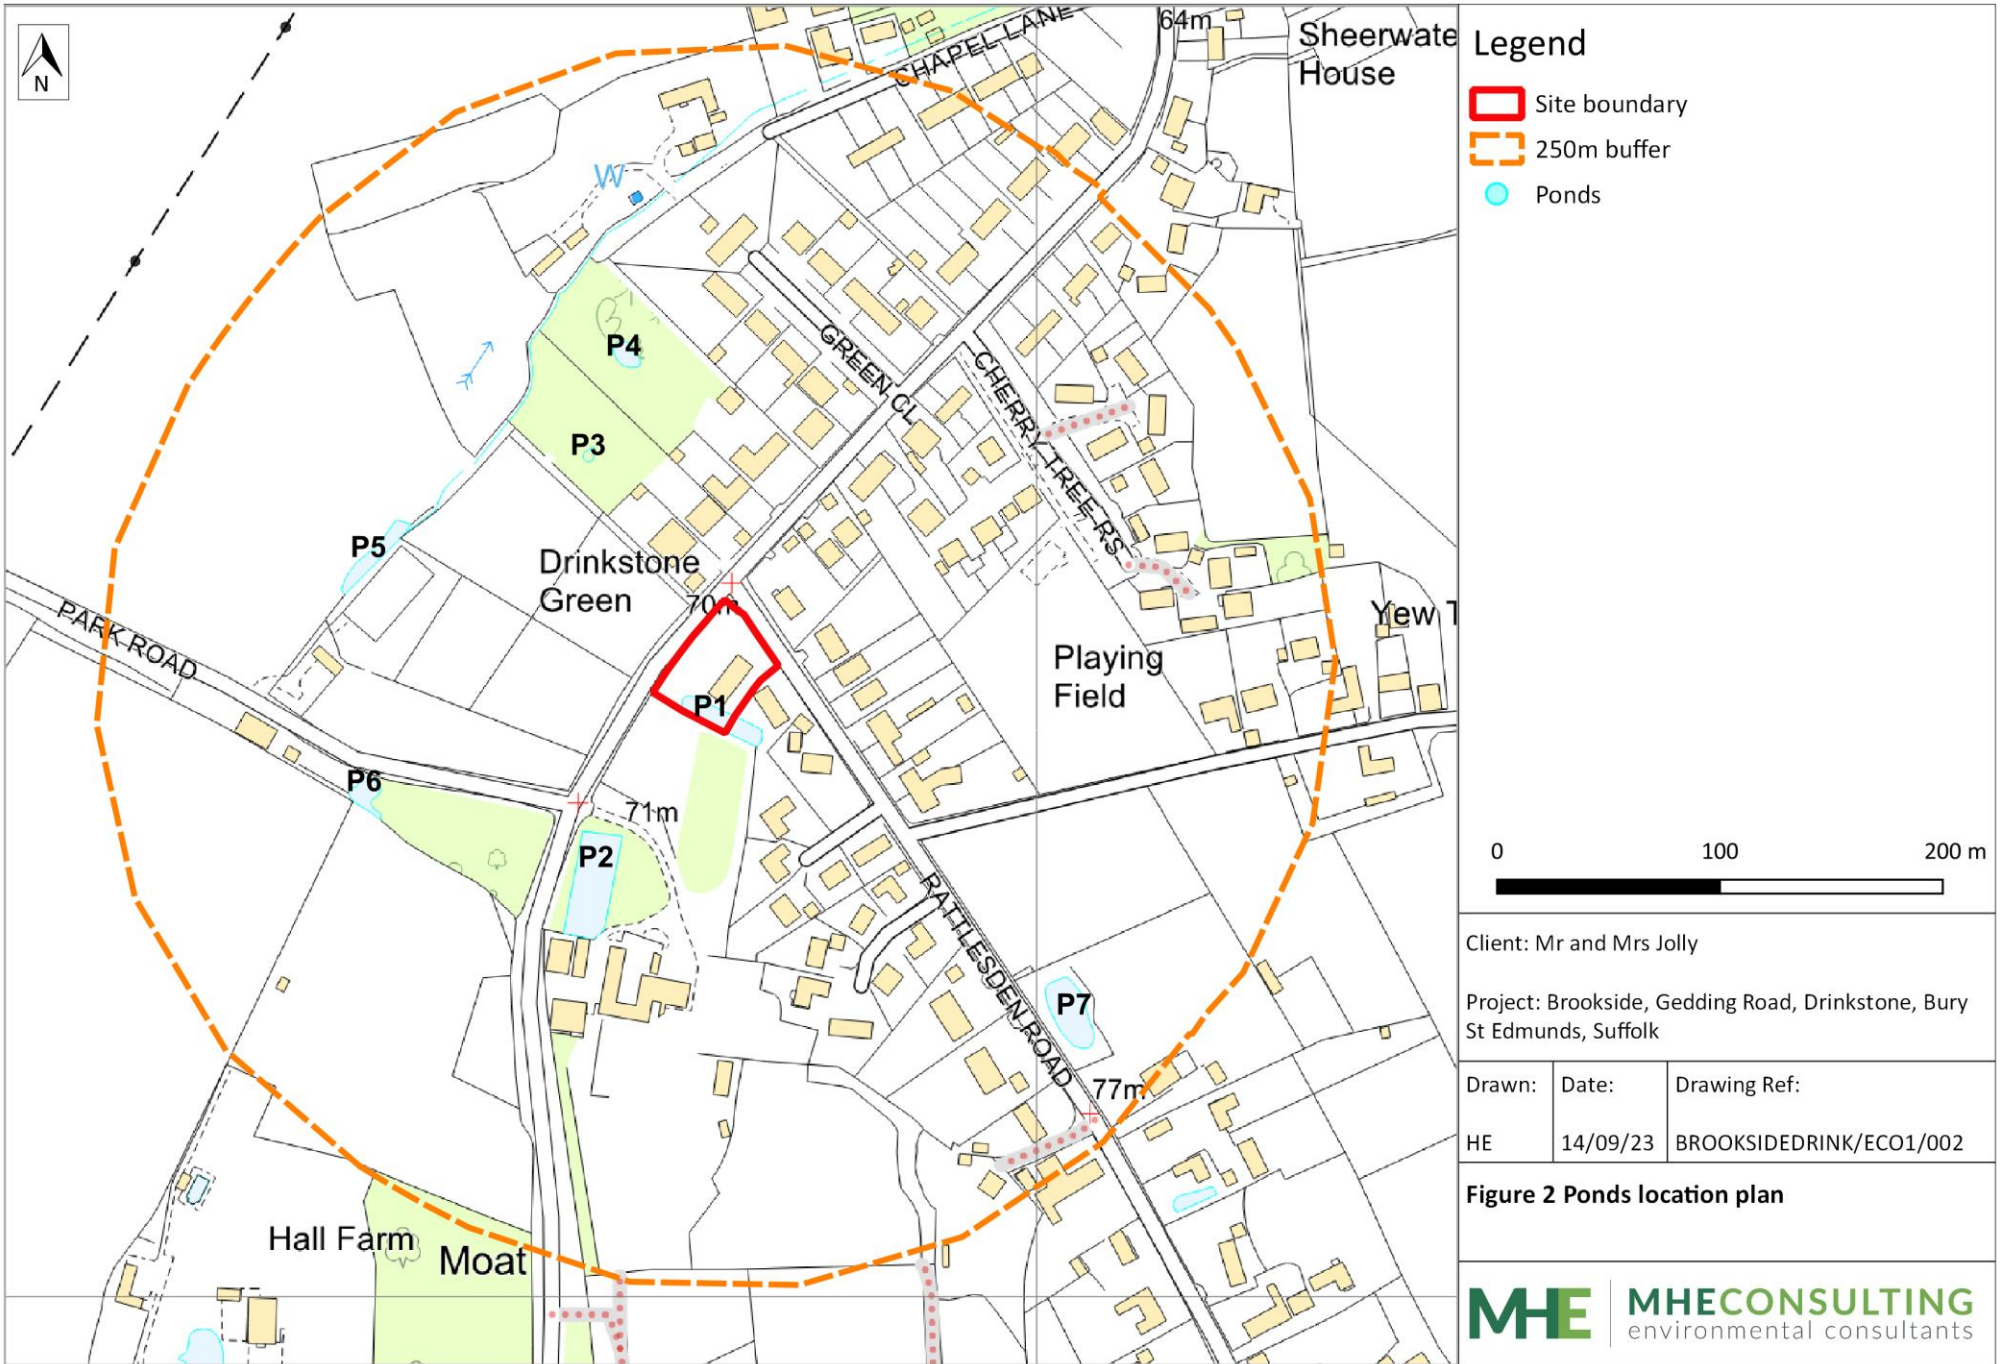 64m
Sheerwate
House
CHAPEL LANE
W
N
P4
GREEN CL
CHERRY TREE RS
P3
P5
Drinkstone
Green
70m
PARK ROAD
Yew T
Playing
Field
P1
P6
71m
P2
RATTLESDEN ROAD
P7
77m
Hall Farm
Moat
Legend
Site boundary
250m buffer
Ponds
0 100 200 m
Client: Mr and Mrs Jolly
Project: Brookside, Gedding Road, Drinkstone, Bury
St Edmunds, Suffolk
Drawn: Date: Drawing Ref:
HE 14/09/23 BROOKSIDEDRINK/ECO1/002
Figure 2 Ponds location plan
MHE MHECONSULTING
environmental consultants